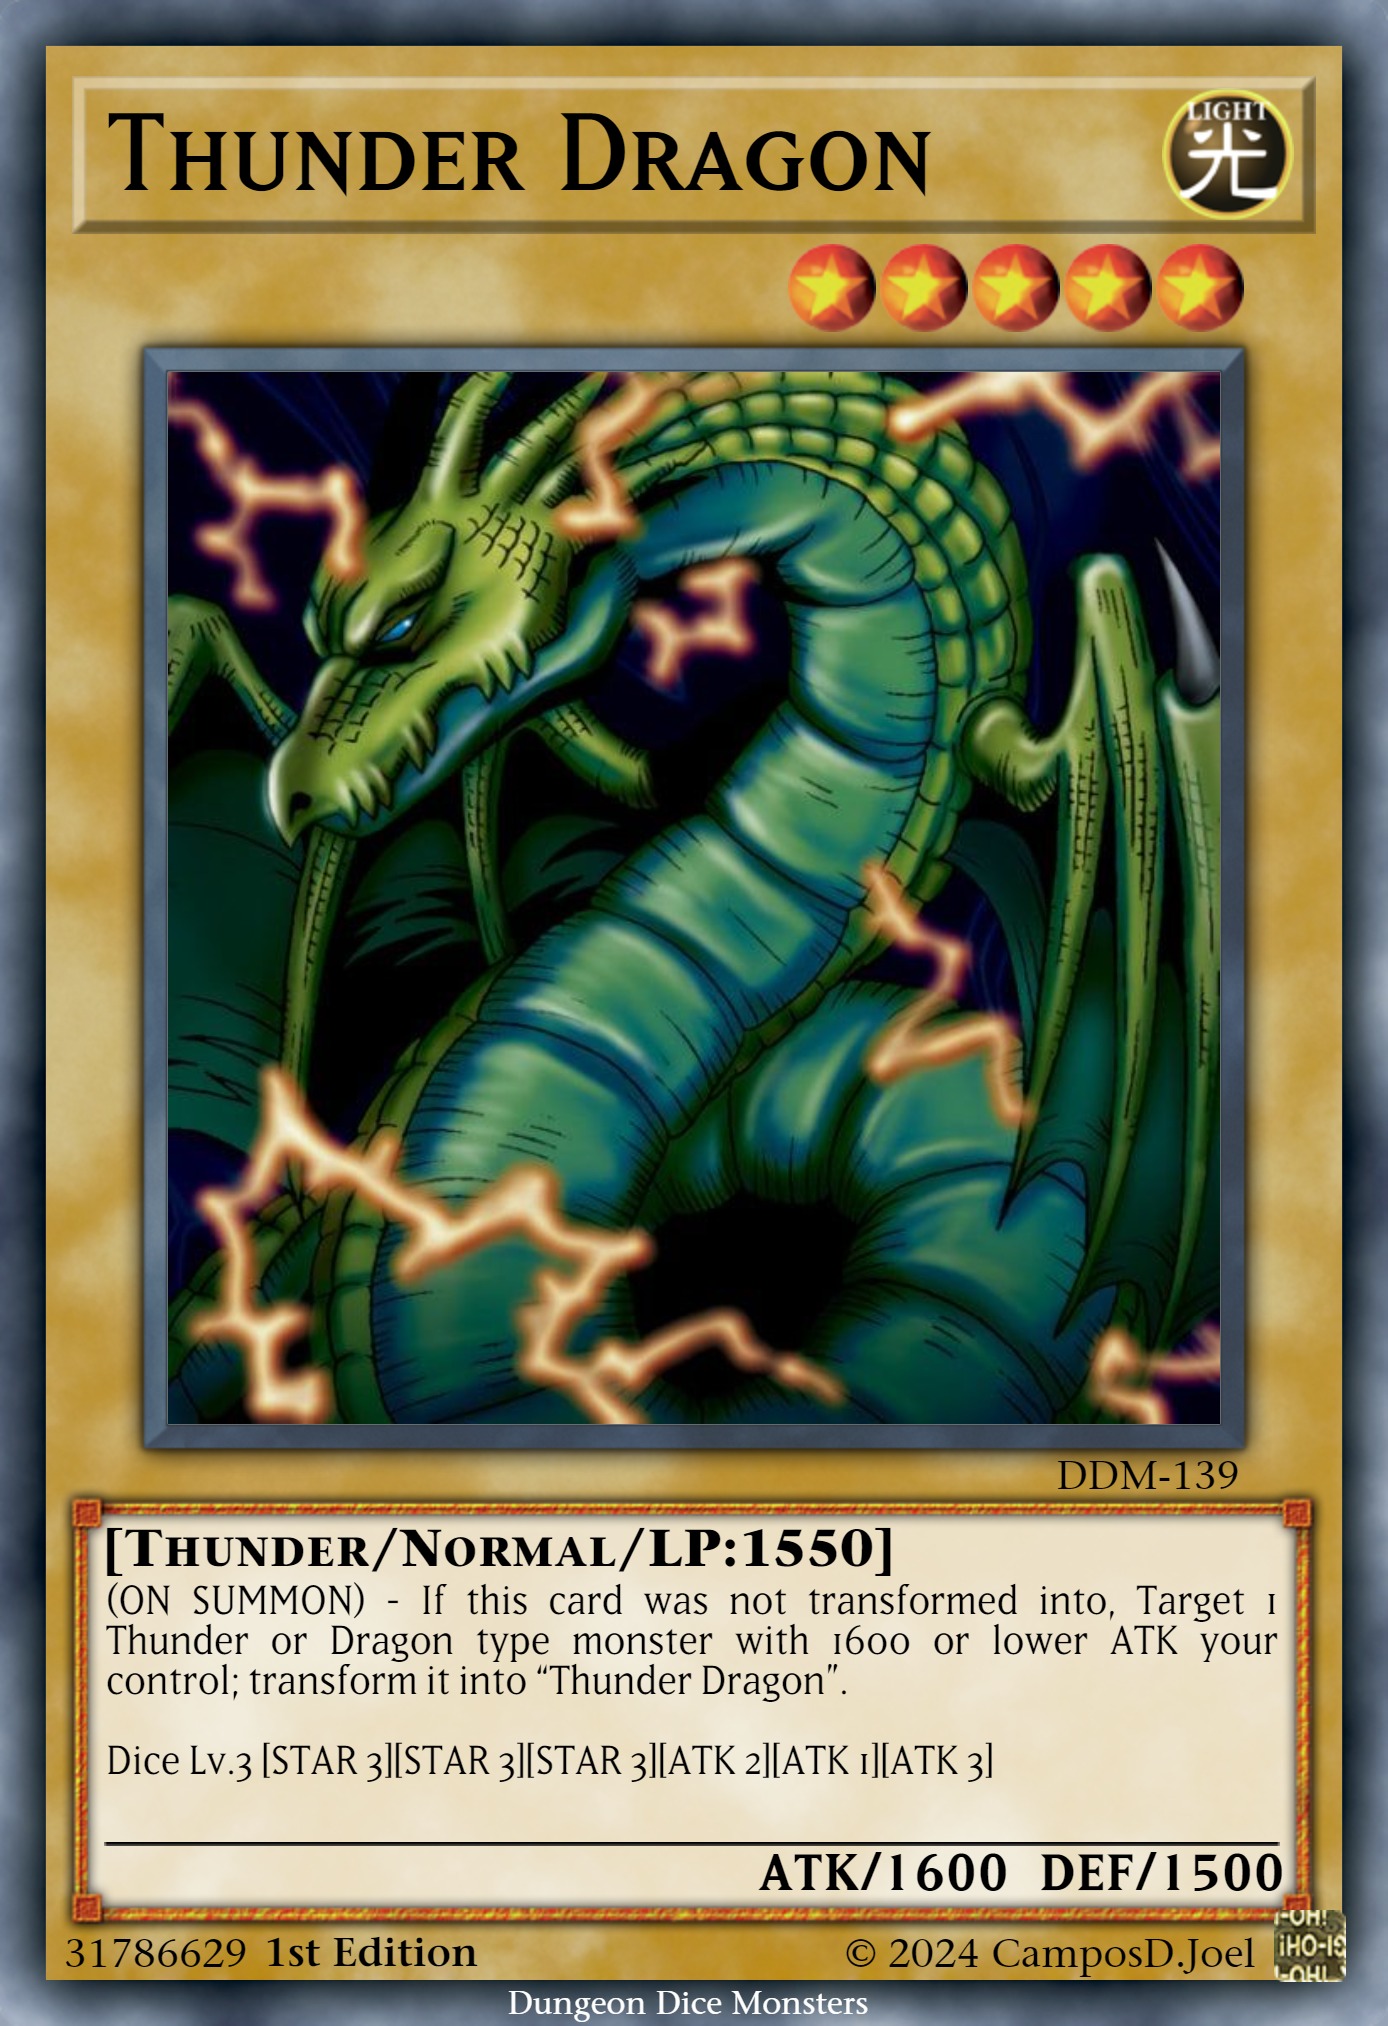 THUNDER DRAGON
LIGHT
光
DDM-139
[THUNDER/NORMAL/LP:1550]
(ON SUMMON) - If this card was not transformed into, Target 1
Thunder or Dragon type monster with 1600 or lower ATK your
control; transform it into “Thunder Dragon”.
Dice Lv.3 [STAR 3][STAR 3][STAR 3][ATK 2][ATK 1][ATK 3]
ATK/1600 DEF/1500
31786629 1st Edition
© 2024 CamposD.Joel
Dungeon Dice Monsters